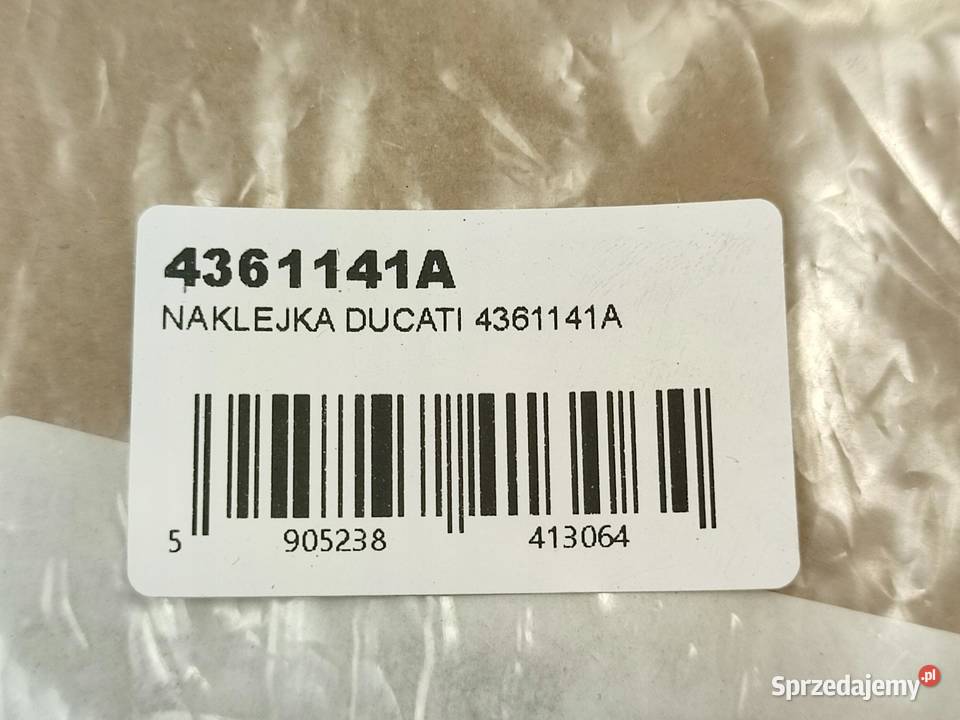 4361141A
NAKLEJKA DUCATI 4361141A
5 905238 413064
Sprzedajemy.pl